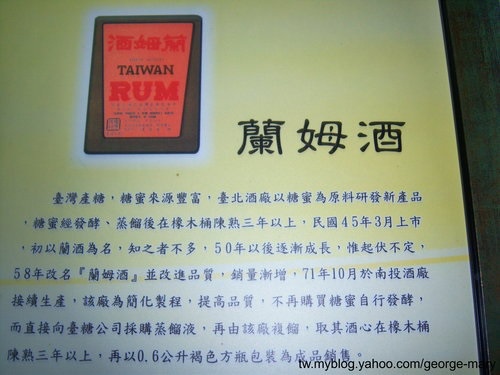 酒姆蘭
TAIWAN
RUM
蘭姆酒
臺灣產糖，糖蜜來源豐富，臺北酒廠以糖蜜為原料研發新產品
，糖蜜經發酵、蒸餾後在橡木桶陳熟三年以上，民國45年3月上市
，初以蘭酒為名，知之者不多，50年以後逐漸成長，惟起伏不定，
58年改名『蘭姆酒』並改進品質，銷量漸增，71年10月於南投酒廠
接續生產，該廠為簡化製程，提高品質，不再購買糖蜜自行發酵，
而直接向臺糖公司採購蒸餾液，再由該廠複餾，取其酒心在橡木桶
陳熟三年以上，再以0.6公升褐色方瓶包裝為成品銷售。
tw.myblog.yahoo.com/george-mary